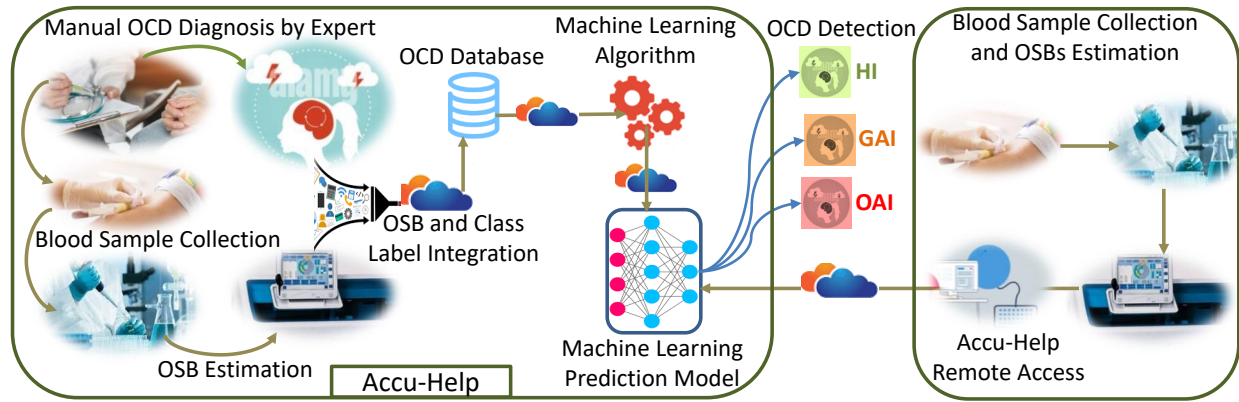 Manual OCD Diagnosis by Expert
alamy
Blood Sample Collection
OSB Estimation
OSB and Class
Label Integration
OCD Database
Machine Learning
Algorithm
Machine Learning
Prediction Model
Accu-Help
OCD Detection
HI
GAI
OAI
Blood Sample Collection
and OSBs Estimation
Accu-Help
Remote Access